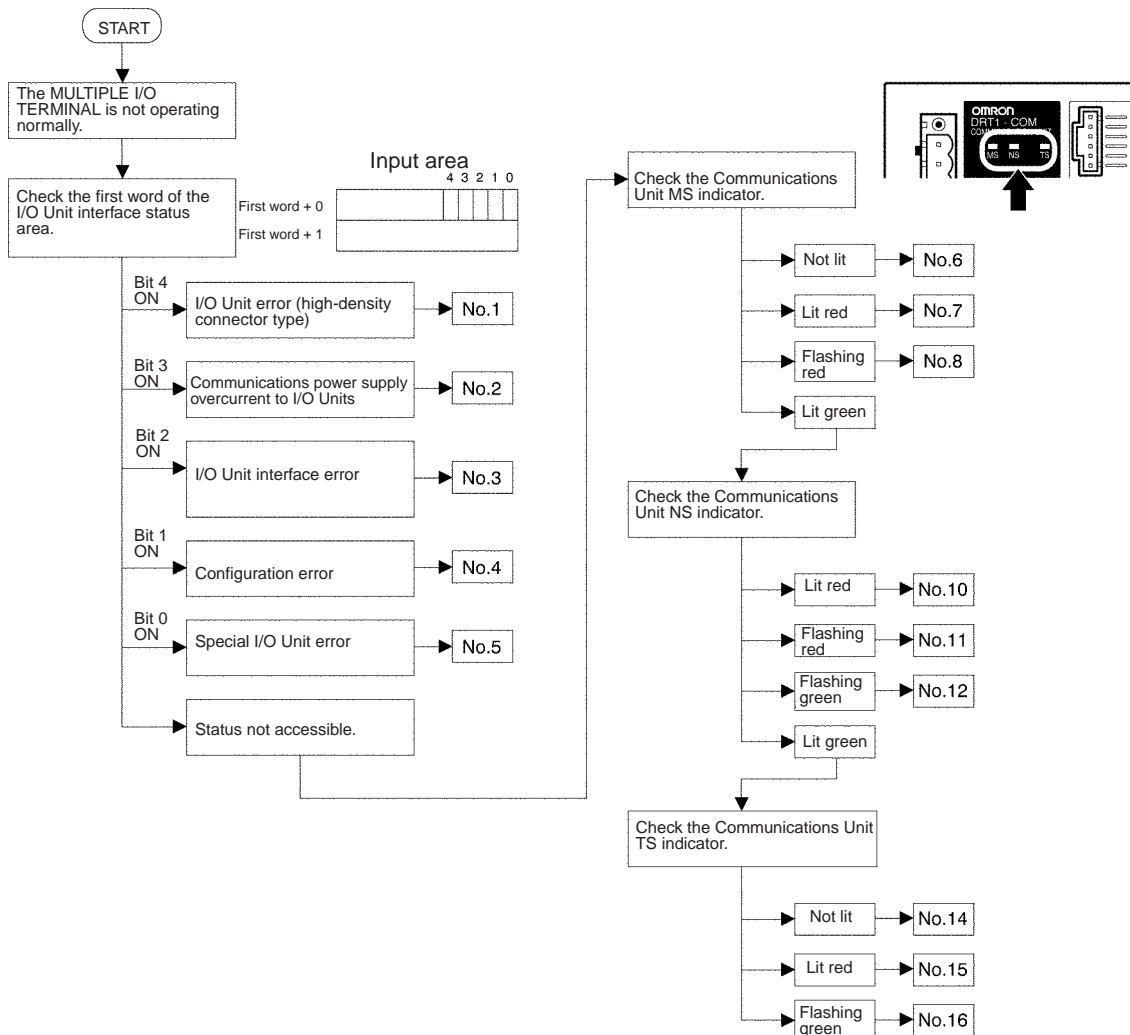 START
The MULTIPLE I/O
TERMINAL is not operating
normally.
Check the first word of the
I/O Unit interface status
area.
Input area
4 3 2 1 0
First word + 0
First word + 1
Bit 4
ON
I/O Unit error (high-density
connector type)
No.1
Bit 3
ON
Communications power supply
overcurrent to I/O Units
No.2
Bit 2
ON
I/O Unit interface error
No.3
Bit 1
ON
Configuration error
No.4
Bit 0
ON
Special I/O Unit error
No.5
Status not accessible.
Check the Communications
Unit MS indicator.
Not lit
No.6
Lit red
No.7
Flashing
red
No.8
Lit green
Check the Communications
Unit NS indicator.
Lit red
No.10
Flashing
red
No.11
Flashing
green
No.12
Lit green
Check the Communications Unit
TS indicator.
Not lit
No.14
Lit red
No.15
Flashing
green
No.16
OMRON
DRT1 - COM
MS NS TS